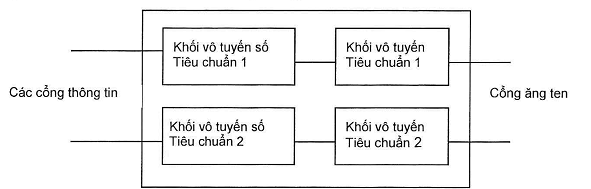 Khối vô tuyến số
Tiêu chuẩn 1
Khối vô tuyến
Tiêu chuẩn 1
Các cổng thông tin
Cổng ăng ten
Khối vô tuyến số
Tiêu chuẩn 2
Khối vô tuyến
Tiêu chuẩn 2